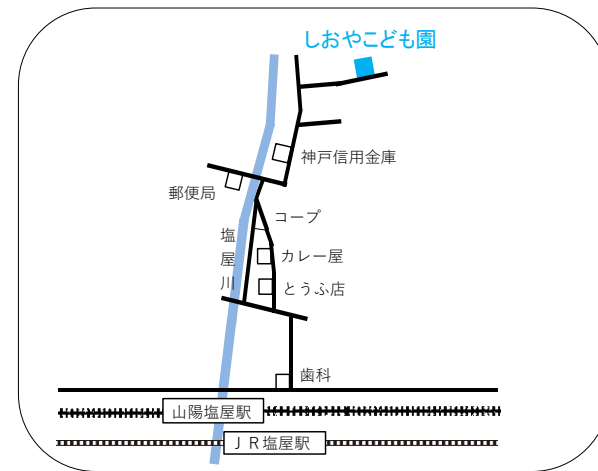 しおやこども園
神戸信用金庫
郵便局
コープ
塩屋川
カレー屋
とうふ店
歯科
山陽塩屋駅
ＪＲ塩屋駅